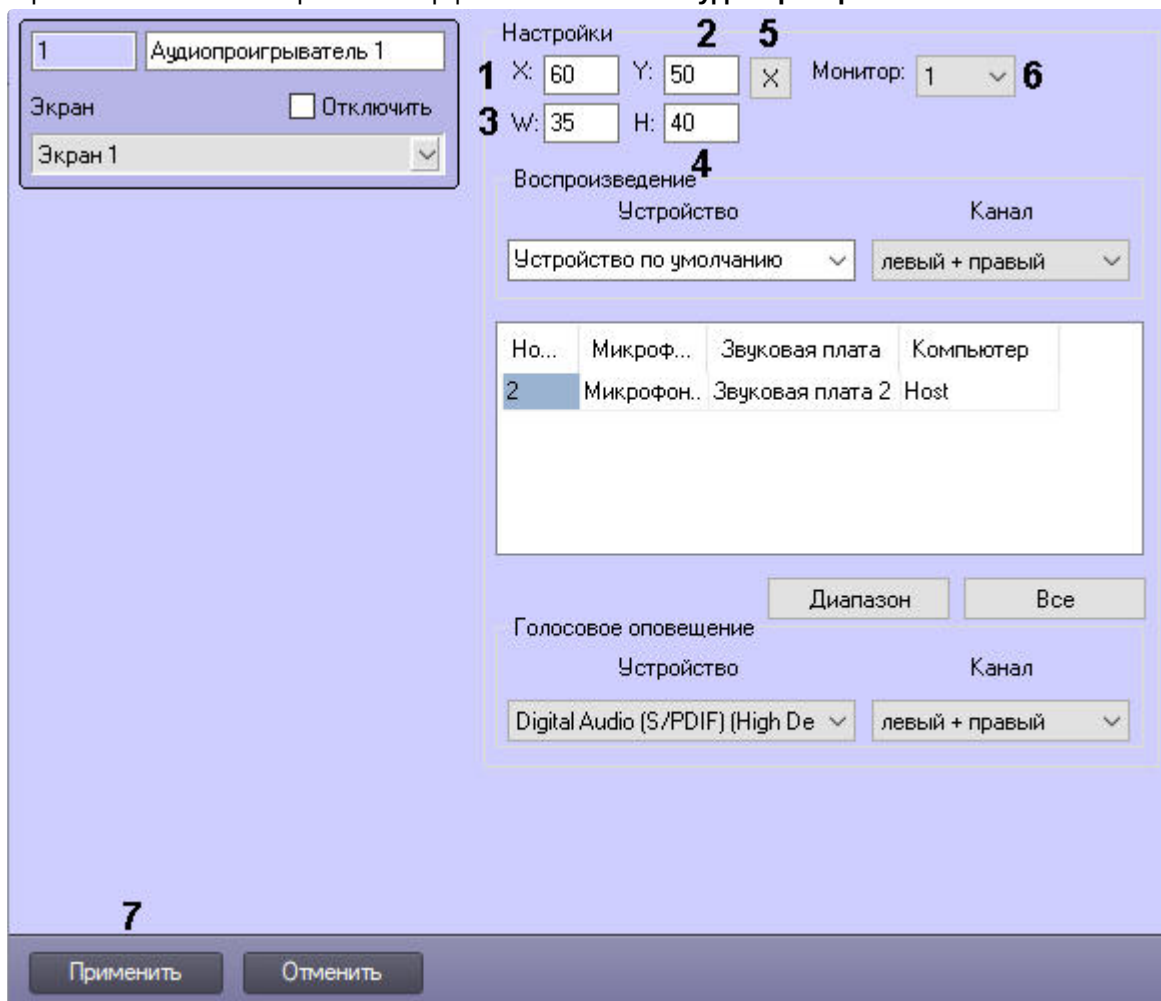 1 Аудиопроигрыватель 1
Экран Отключить
Экран 1
Настройки 2 5
1 X: 60 Y: 50 X Монитор: 1 6
3 W: 35 H: 40
4
Воспроизведение
Устройство Канал
Устройство по умолчанию левый + правый
Но... Микроф... Звуковая плата Компьютер
2 Микрофон.. Звуковая плата 2 Host
Диапазон Все
Голосовое оповещение
Устройство Канал
Digital Audio (S/PDIF) (High De левый + правый
7
Применить Отменить